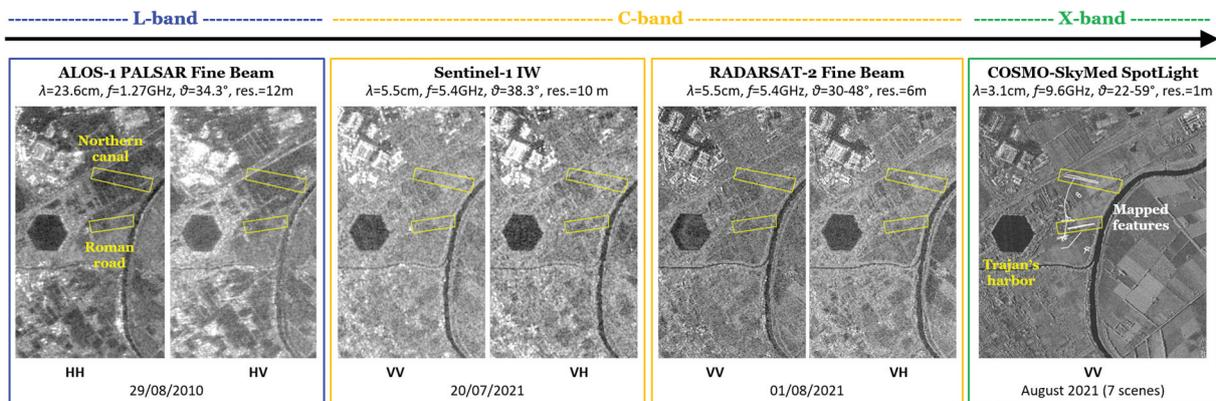 L-band
C-band
X-band
ALOS-1 PALSAR Fine Beam
λ=23.6cm, f=1.27GHz, ϑ=34.3°, res.=12m
Northern
canal
Roman
road
HH
HV
29/08/2010
Sentinel-1 IW
λ=5.5cm, f=5.4GHz, ϑ=38.3°, res.=10 m
VV
VH
20/07/2021
RADARSAT-2 Fine Beam
λ=5.5cm, f=5.4GHz, ϑ=30-48°, res.=6m
VV
VH
01/08/2021
COSMO-SkyMed SpotLight
λ=3.1cm, f=9.6GHz, ϑ=22-59°, res.=1m
Mapped
features
Trajan's
harbor
VV
August 2021 (7 scenes)